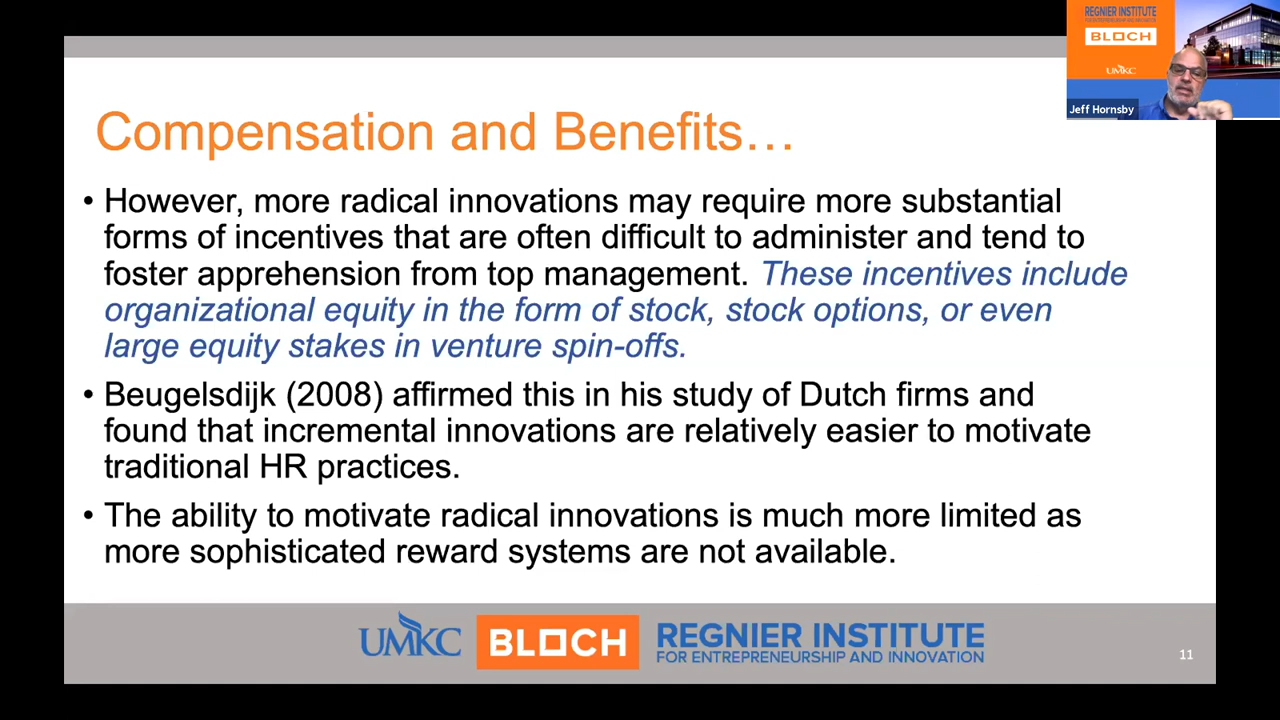 REGNIER INSTITUTE
FOR ENTREPRENEURSHIP AND INNOVATION
BLOCH
UMKC
Jeff Hornsby
Compensation and Benefits…
• However, more radical innovations may require more substantial
forms of incentives that are often difficult to administer and tend to
foster apprehension from top management. These incentives include
organizational equity in the form of stock, stock options, or even
large equity stakes in venture spin-offs.
• Beugelsdijk (2008) affirmed this in his study of Dutch firms and
found that incremental innovations are relatively easier to motivate
traditional HR practices.
• The ability to motivate radical innovations is much more limited as
more sophisticated reward systems are not available.
UMKC
BLOCH
REGNIER INSTITUTE
FOR ENTREPRENEURSHIP AND INNOVATION
11